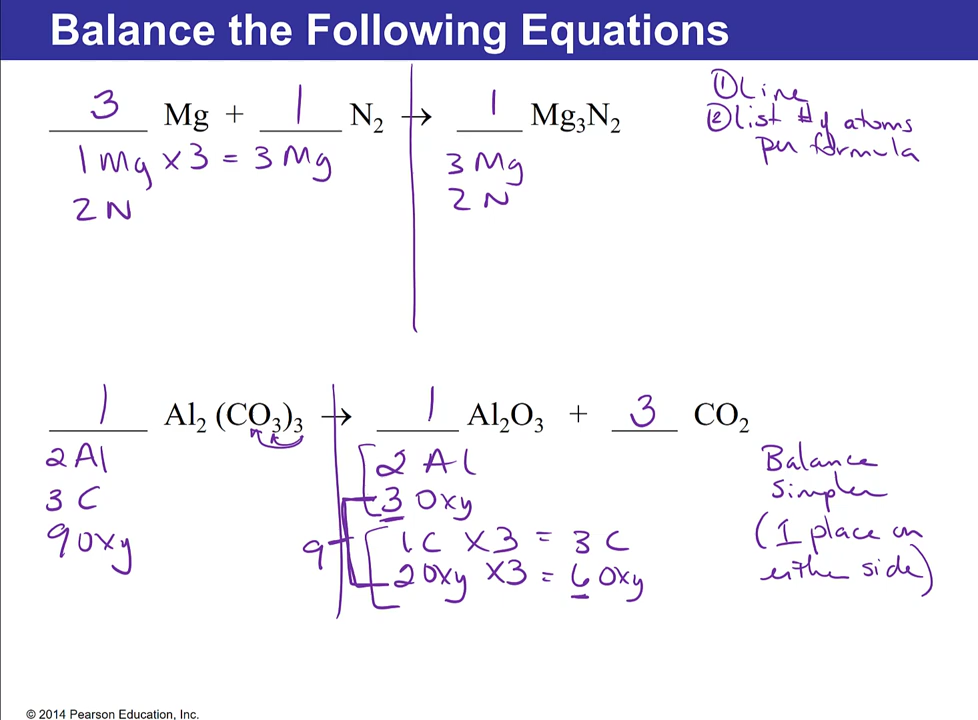 Balance the Following Equations
3 Mg + 1 N₂ → 1 Mg₃N₂
1 Mg x 3 = 3 Mg
2 N
3 Mg
2 N
① Line
② list # of atoms
per formula
1 Al₂ (CO₃)₃ → 1 Al₂O₃ + 3 CO₂
2 Al
3 C
9 oxy
2 Al
3 oxy
1C x 3 = 3 C
2 oxy x 3 = 6 oxy
9
Balance
simpler
(1 place on
either side)
© 2014 Pearson Education, Inc.